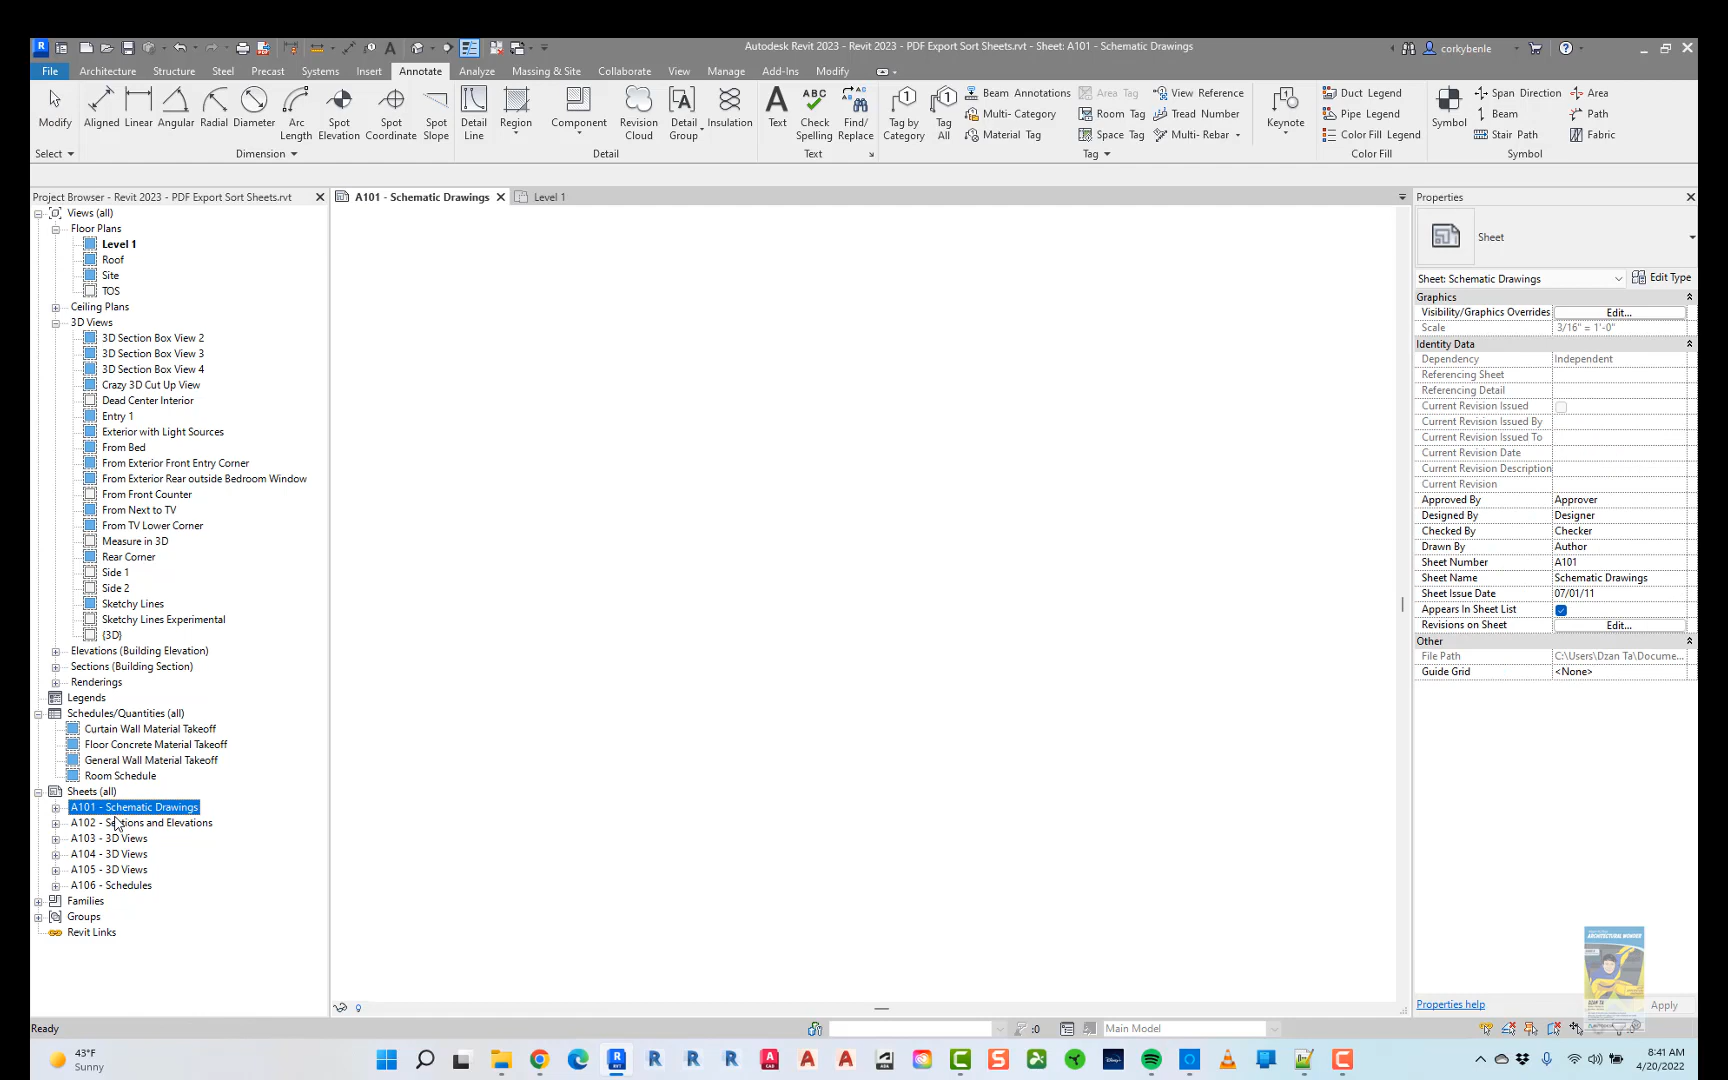 Autodesk Revit 2023 - Revit 2023 - PDF Export Sort Sheets.rvt - Sheet: A101 - Schematic Drawings
corkybenle
File Architecture Structure Steel Precast Systems Insert Annotate Analyze Massing & Site Collaborate View Manage Add-Ins Modify
Modify Aligned Linear Angular Radial Diameter Arc Length Spot Elevation Spot Coordinate Spot Slope
Detail Line Region Component Revision Cloud Detail Group Insulation
Text Check Spelling Find/ Replace
Tag by Category Tag All Beam Annotations Multi- Category Material Tag Area Tag Room Tag Space Tag View Reference Tread Number Multi- Rebar
Keynote
Duct Legend Pipe Legend Color Fill Legend
Symbol Span Direction Beam Stair Path Area Path Fabric
Select Dimension Detail Text Tag Color Fill Symbol
Project Browser - Revit 2023 - PDF Export Sort Sheets.rvt
Views (all)
Floor Plans
Level 1
Roof
Site
TOS
Ceiling Plans
3D Views
3D Section Box View 2
3D Section Box View 3
3D Section Box View 4
Crazy 3D Cut Up View
Dead Center Interior
Entry 1
Exterior with Light Sources
From Bed
From Exterior Front Entry Corner
From Exterior Rear outside Bedroom Window
From Front Counter
From Next to TV
From TV Lower Corner
Measure in 3D
Rear Corner
Side 1
Side 2
Sketchy Lines
Sketchy Lines Experimental
{3D}
Elevations (Building Elevation)
Sections (Building Section)
Renderings
Legends
Schedules/Quantities (all)
Curtain Wall Material Takeoff
Floor Concrete Material Takeoff
General Wall Material Takeoff
Room Schedule
Sheets (all)
A101 - Schematic Drawings
A102 - Sections and Elevations
A103 - 3D Views
A104 - 3D Views
A105 - 3D Views
A106 - Schedules
Families
Groups
Revit Links
A101 - Schematic Drawings
Level 1
Properties
Sheet
Sheet: Schematic Drawings
Edit Type
Graphics
Visibility/Graphics Overrides Edit...
Scale 3/16" = 1'-0"
Identity Data
Dependency Independent
Referencing Sheet
Referencing Detail
Current Revision Issued
Current Revision Issued By
Current Revision Issued To
Current Revision Date
Current Revision Description
Current Revision
Approved By Approver
Designed By Designer
Checked By Checker
Drawn By Author
Sheet Number A101
Sheet Name Schematic Drawings
Sheet Issue Date 07/01/11
Appears In Sheet List
Revisions on Sheet Edit...
Other
File Path C:\Users\Dzan Ta\Docume...
Guide Grid <None>
ARCHITECTURAL WONDER
DZAN TA
Properties help
Apply
Ready
:0
Main Model
43°F
Sunny
8:41 AM
4/20/2022